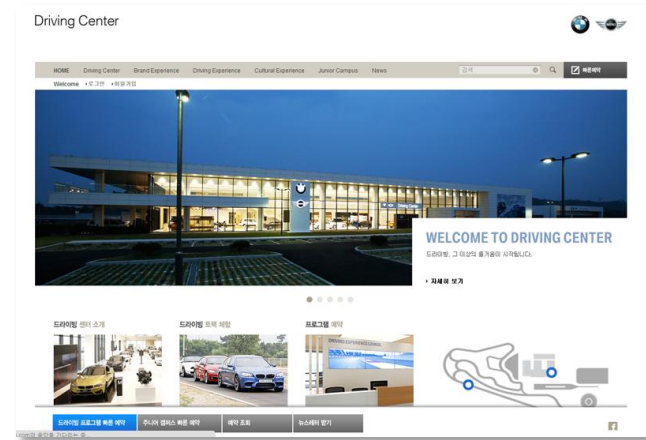 Driving Center
HOME Driving Center Brand Experience Driving Experience Cultural Experience Junior Campus News 검색 빠른예약
Welcome 로그인 회원가입
WELCOME TO DRIVING CENTER
드라이빙, 그 이상의 즐거움이 시작됩니다.
자세히 보기
드라이빙 센터 소개 드라이빙 트랙 체험 프로그램 예약
DRIVING EXPERIENCE LOUNGE
드라이빙 프로그램 빠른 예약 주니어 캠퍼스 빠른 예약 예약 조회 뉴스레터 받기